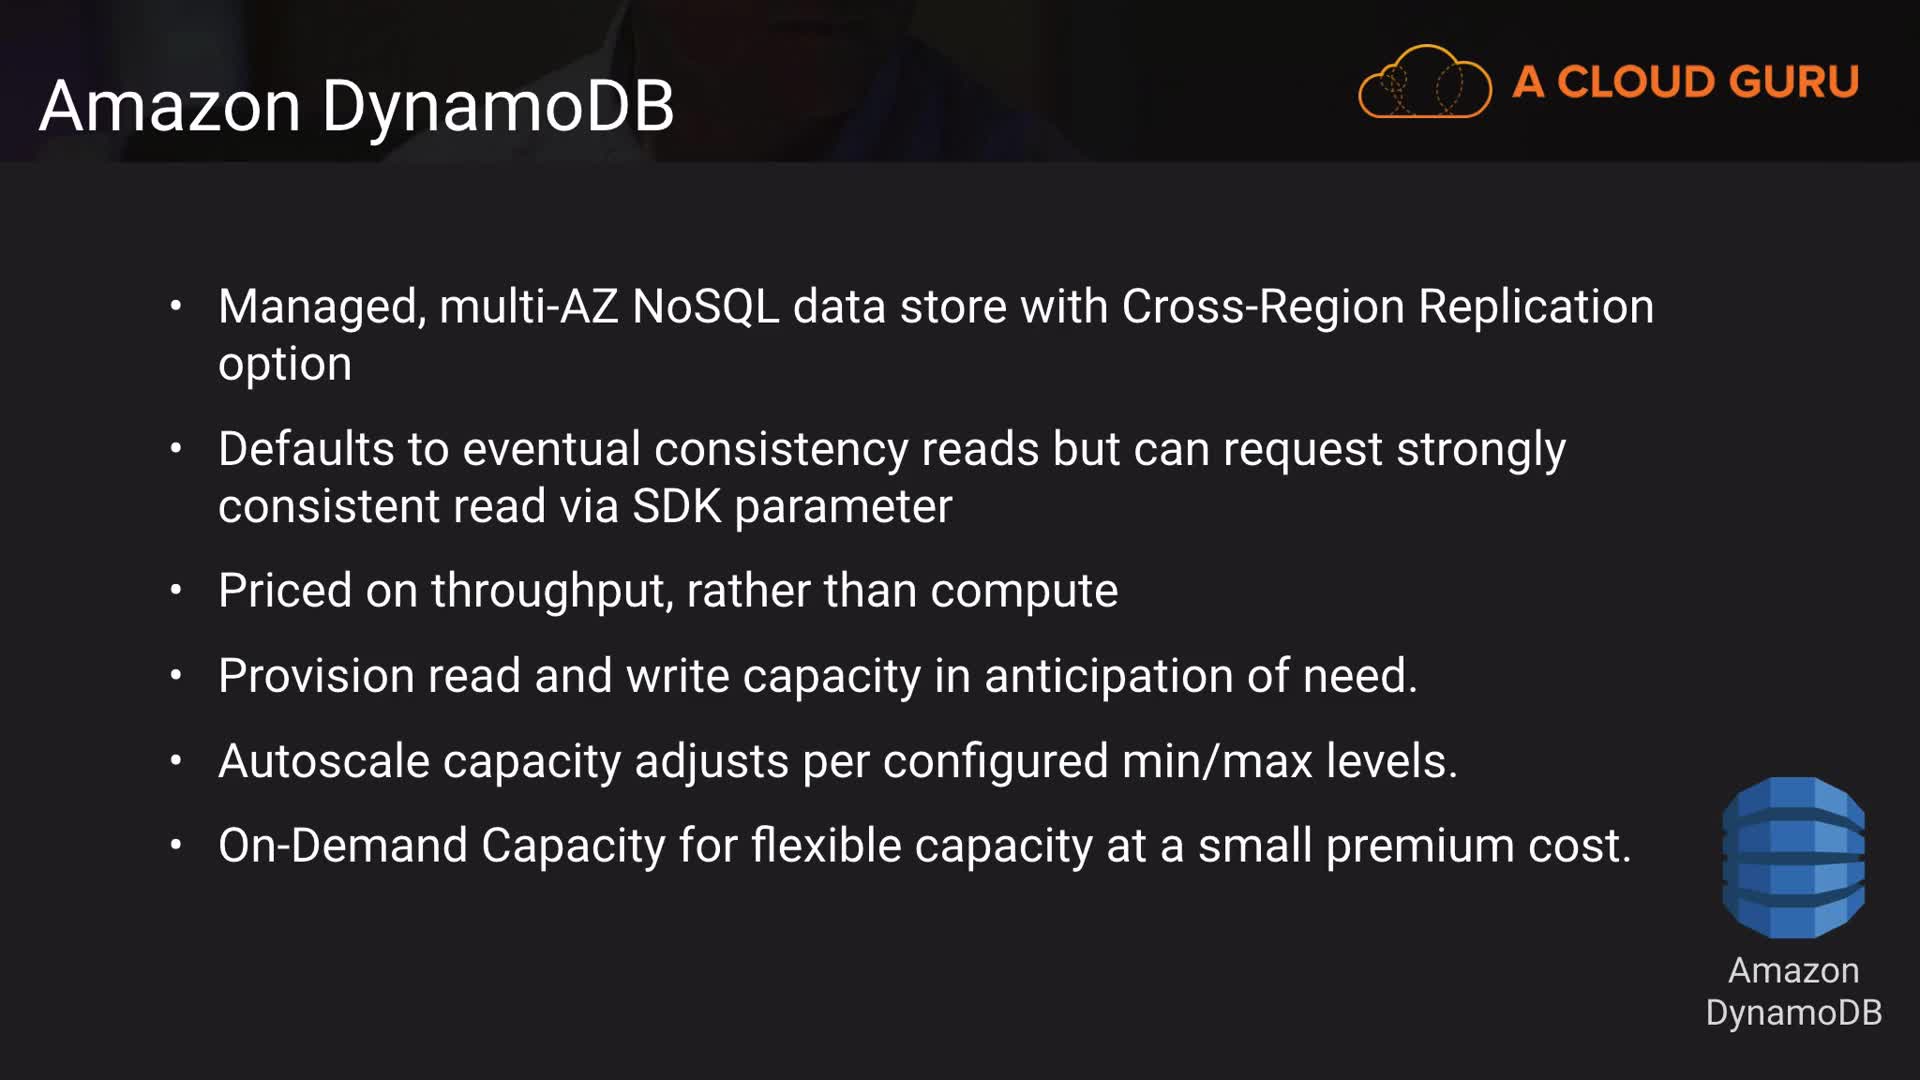 Amazon DynamoDB
A CLOUD GURU
• Managed, multi-AZ NoSQL data store with Cross-Region Replication
option
• Defaults to eventual consistency reads but can request strongly
consistent read via SDK parameter
• Priced on throughput, rather than compute
• Provision read and write capacity in anticipation of need.
• Autoscale capacity adjusts per configured min/max levels.
• On-Demand Capacity for flexible capacity at a small premium cost.
Amazon
DynamoDB